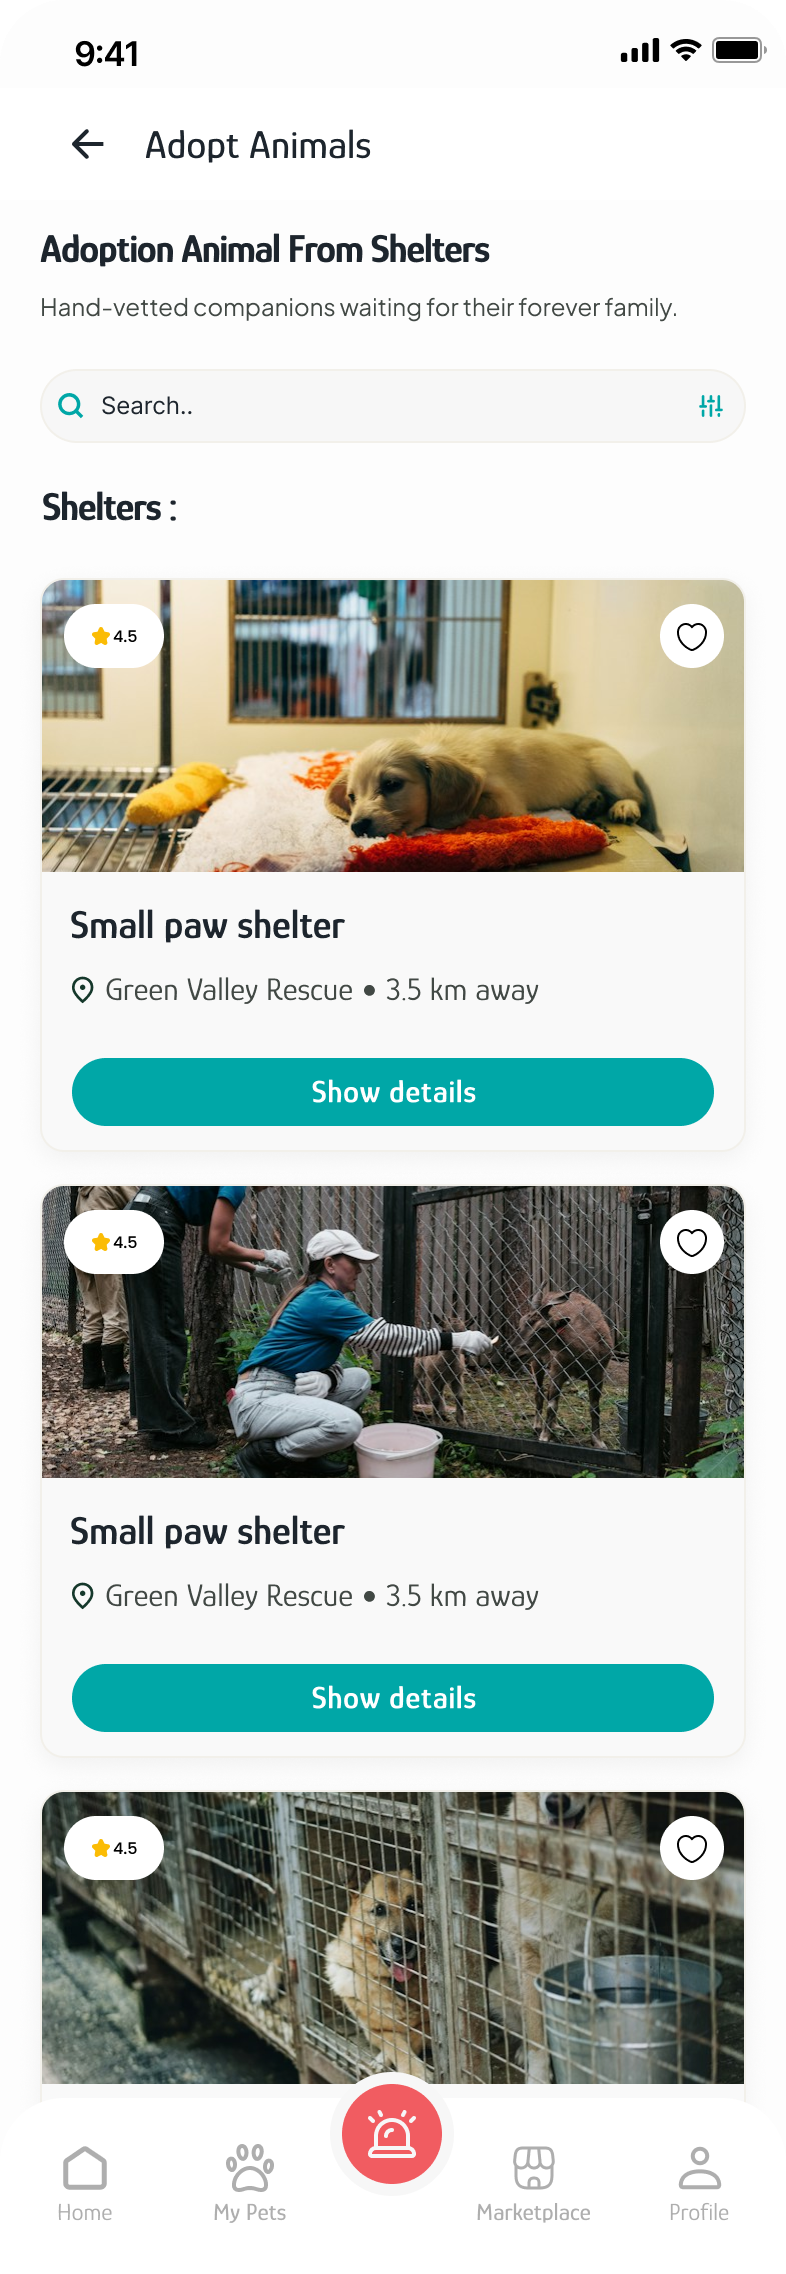 9:41
Adopt Animals
Adoption Animal From Shelters
Hand-vetted companions waiting for their forever family.
Search..
Shelters :
4.5
Small paw shelter
Green Valley Rescue • 3.5 km away
Show details
4.5
Small paw shelter
Green Valley Rescue • 3.5 km away
Show details
4.5
Home
My Pets
Marketplace
Profile